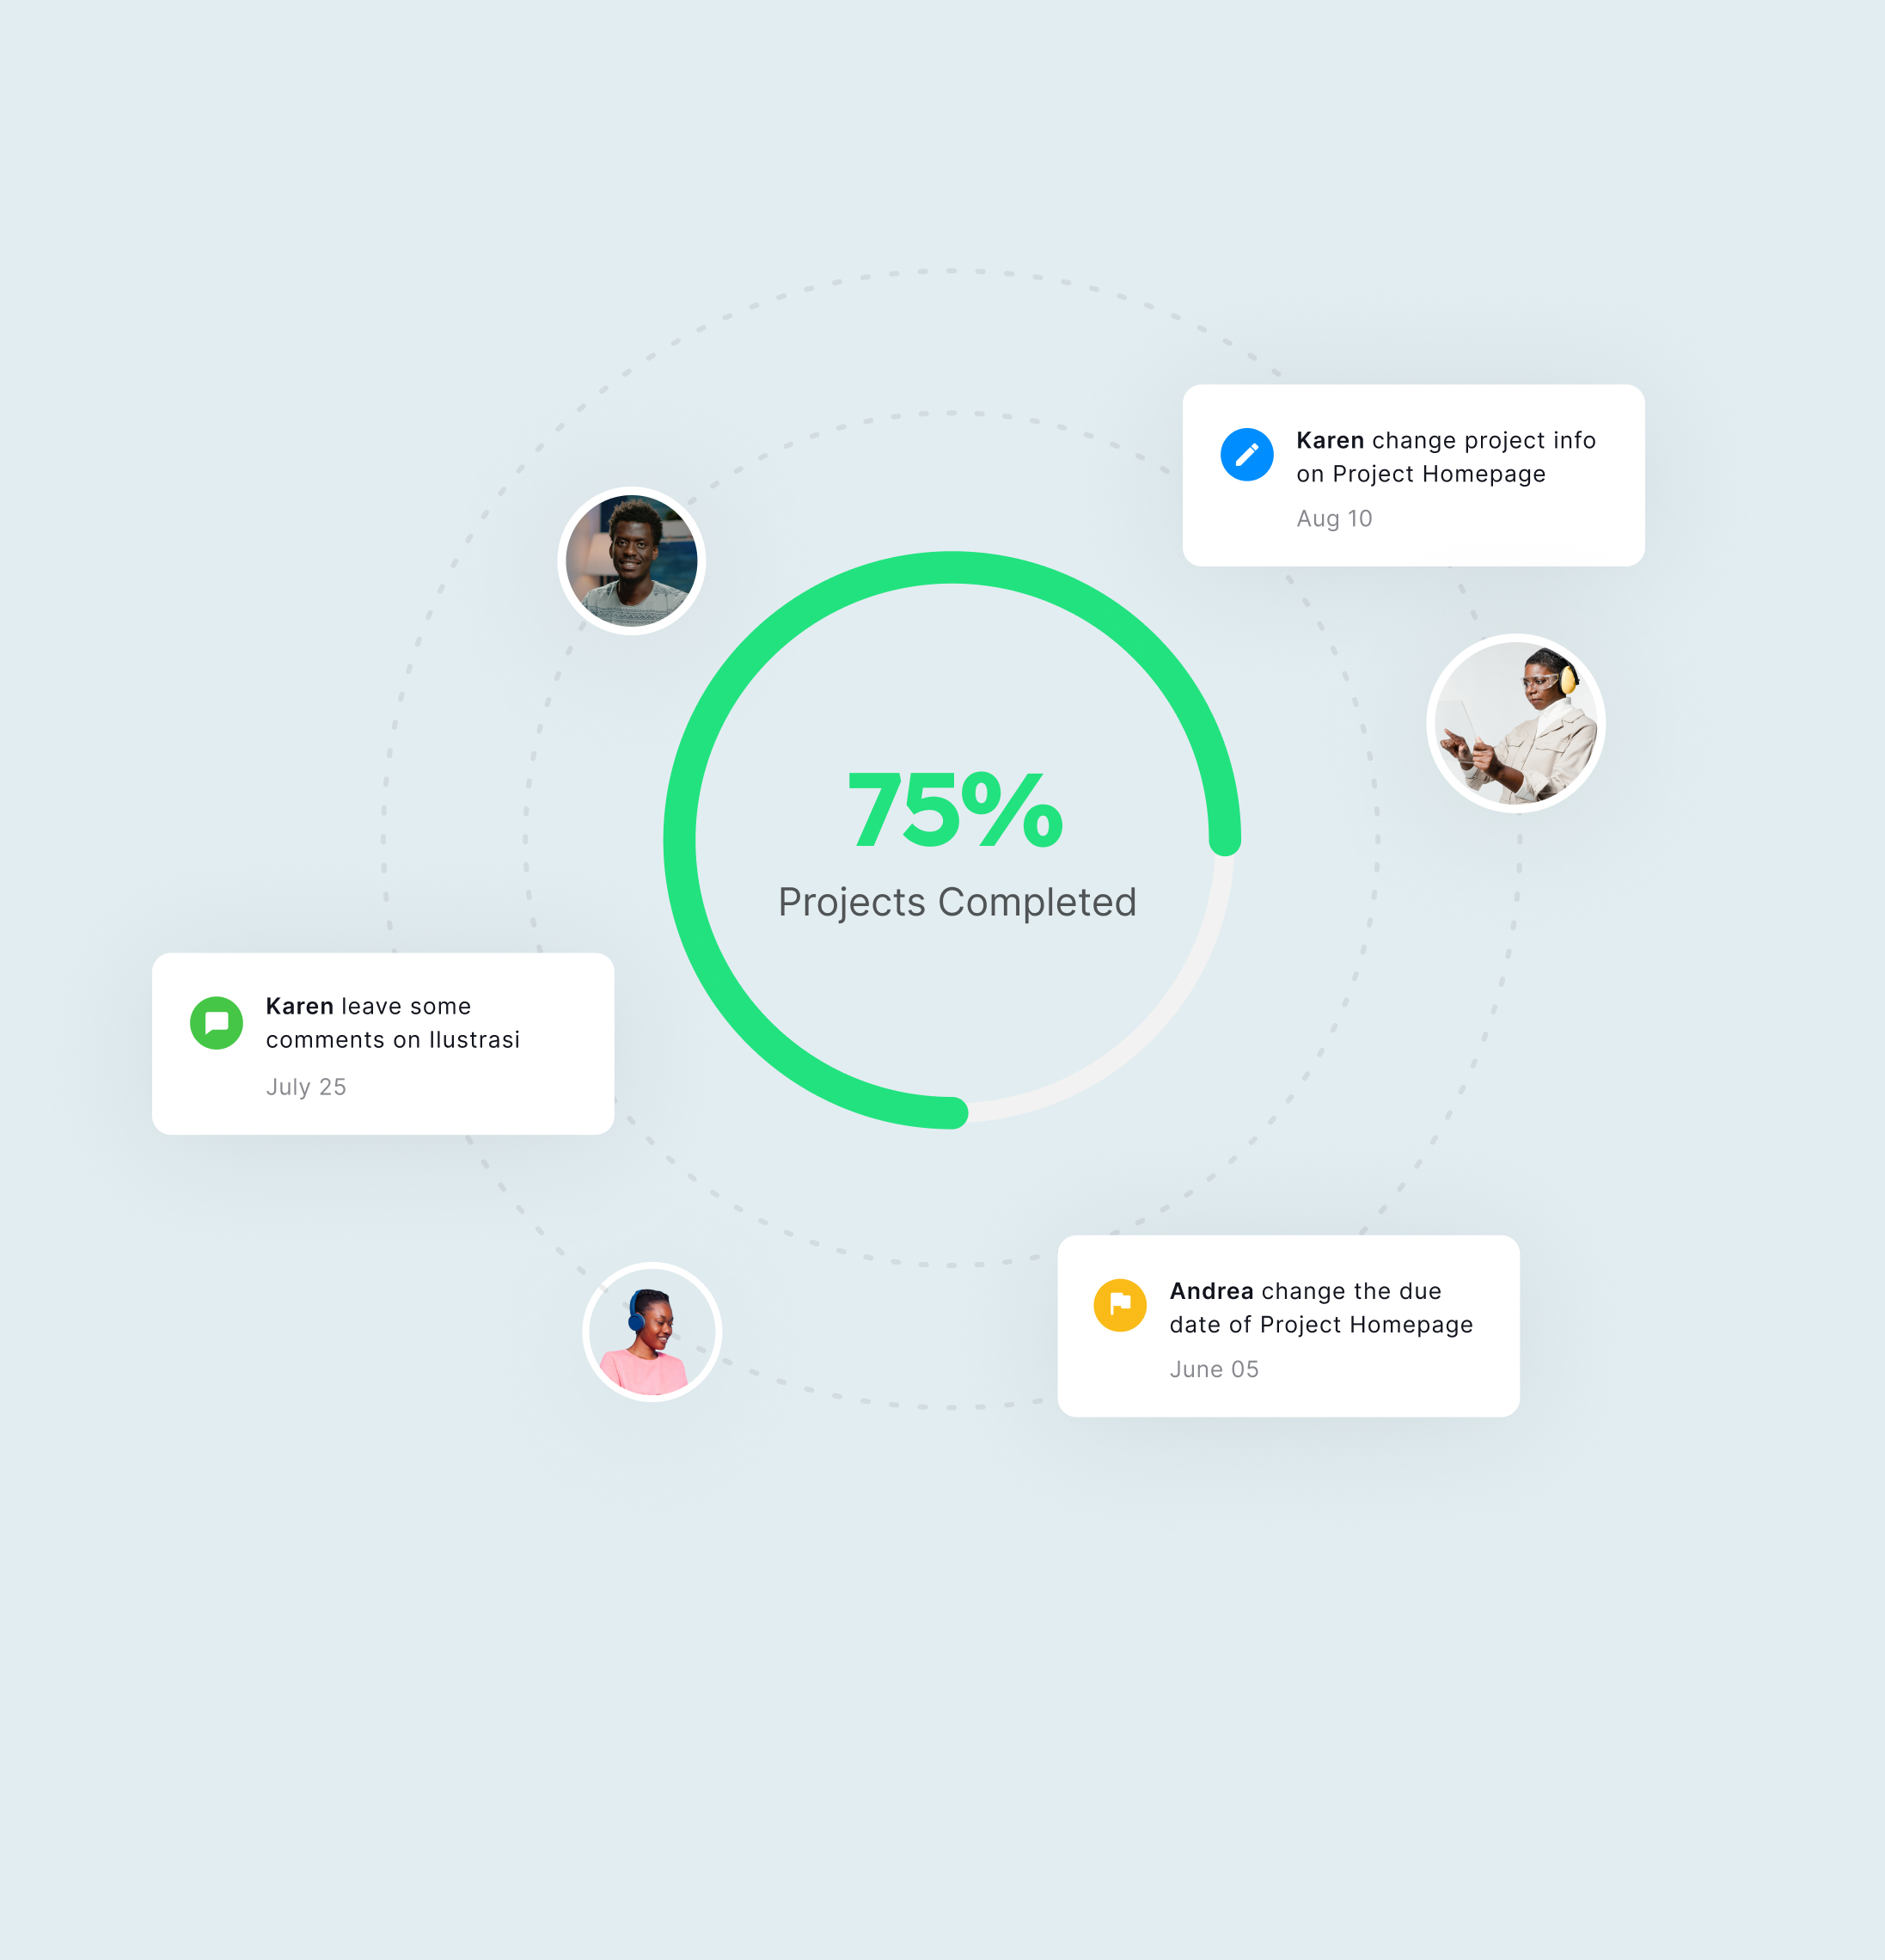 Karen change project info
on Project Homepage
Aug 10
75%
Projects Completed
Karen leave some
comments on Ilustrasi
July 25
Andrea change the due
date of Project Homepage
June 05